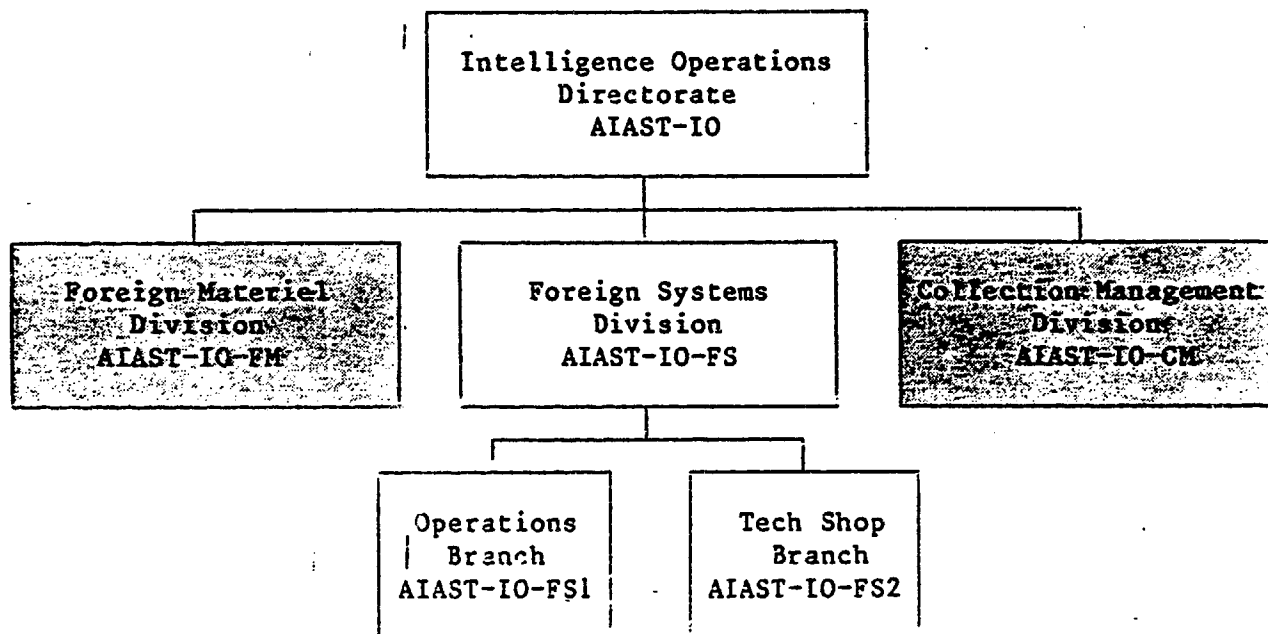 Intelligence Operations
Directorate
AIAST-IO
Foreign Materiel
Division
AIAST-IO-FM
Foreign Systems
Division
AIAST-IO-FS
Collection Management
Division
AIAST-IO-CM
Operations
Branch
AIAST-IO-FS1
Tech Shop
Branch
AIAST-IO-FS2